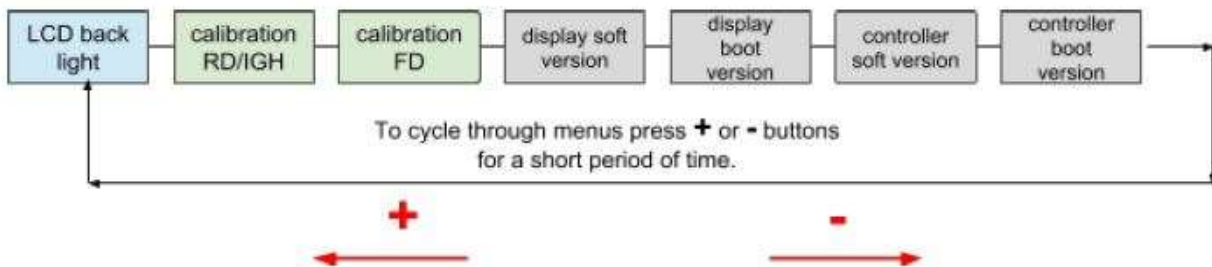 LCD back
light
calibration
RD/IGH
calibration
FD
display soft
version
display
boot
version
controller
soft version
controller
boot
version
To cycle through menus press + or - buttons
for a short period of time.
+
-